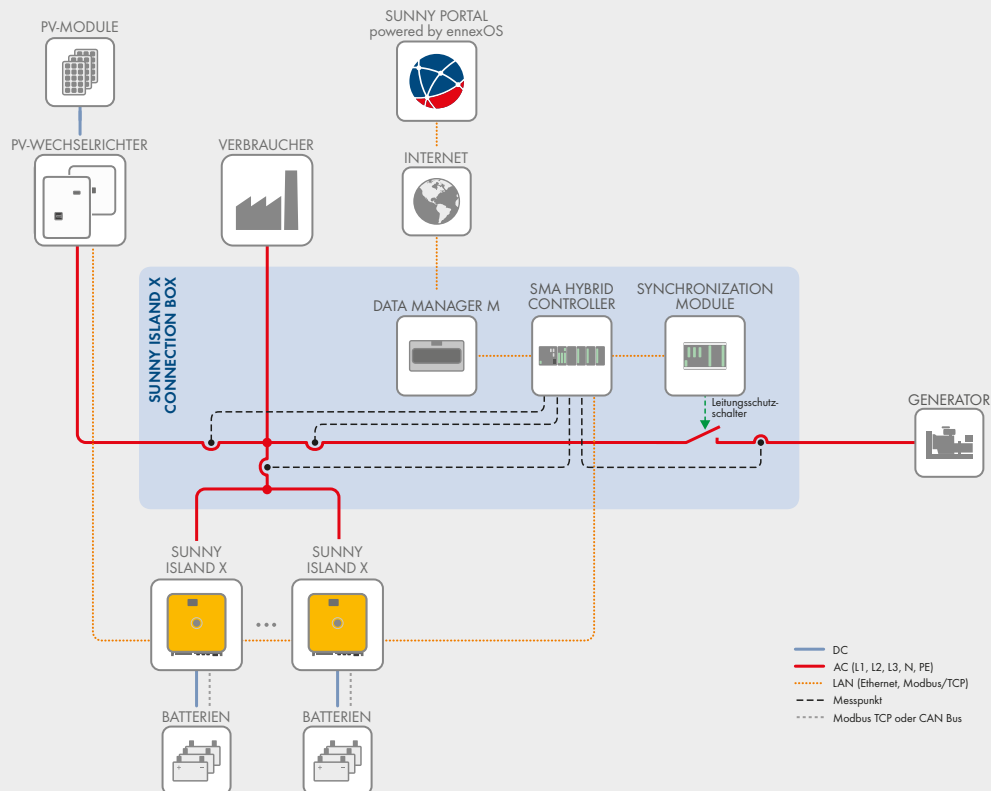 SUNNY PORTAL
powered by ennexOS
PV-MODULE
PV-WECHSELRICHTER
VERBRAUCHER
INTERNET
SUNNY ISLAND X
CONNECTION BOX
DATA MANAGER M
SMA HYBRID
CONTROLLER
SYNCHRONIZATION
MODULE
Leitungsschutz-
schalter
GENERATOR
SUNNY
ISLAND X
SUNNY
ISLAND X
...
BATTERIEN
BATTERIEN
DC
AC (L1, L2, L3, N, PE)
LAN (Ethernet, Modbus/TCP)
Messpunkt
Modbus TCP oder CAN Bus